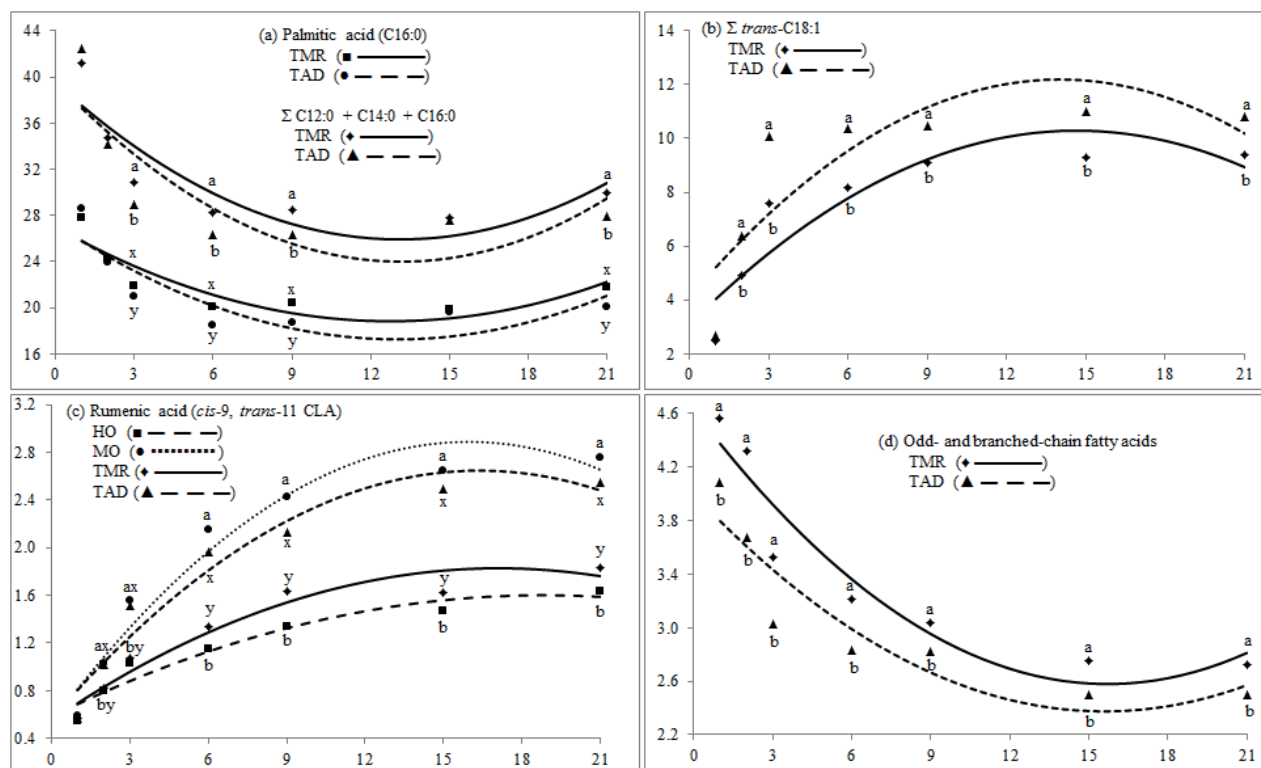 (a) Palmitic acid (C16:0)
TMR (■ ———)
TAD (● – – –)
Σ C12:0 + C14:0 + C16:0
TMR (♦ ———)
TAD (▲ – – –)
44
40
36
32
28
24
20
16
a a a a
b b b b
x x x x
y y y y
0 3 6 9 12 15 18 21
(b) Σ trans-C18:1
TMR (♦ ———)
TAD (▲ – – –)
14
12
10
8
6
4
2
a a a a a a
b b b b b b
0 3 6 9 12 15 18 21
(c) Rumenic acid (cis-9, trans-11 CLA)
HO (■ – – –)
MO (● ········)
TMR (♦ ———)
TAD (▲ – – –)
3.2
2.8
2.4
2.0
1.6
1.2
0.8
0.4
ax ax a a a a
x x x x
y y y y
by by b b b b
0 3 6 9 12 15 18 21
(d) Odd- and branched-chain fatty acids
TMR (♦ ———)
TAD (▲ – – –)
4.6
4.2
3.8
3.4
3.0
2.6
2.2
a a a a a a a
b b b b b b b
0 3 6 9 12 15 18 21